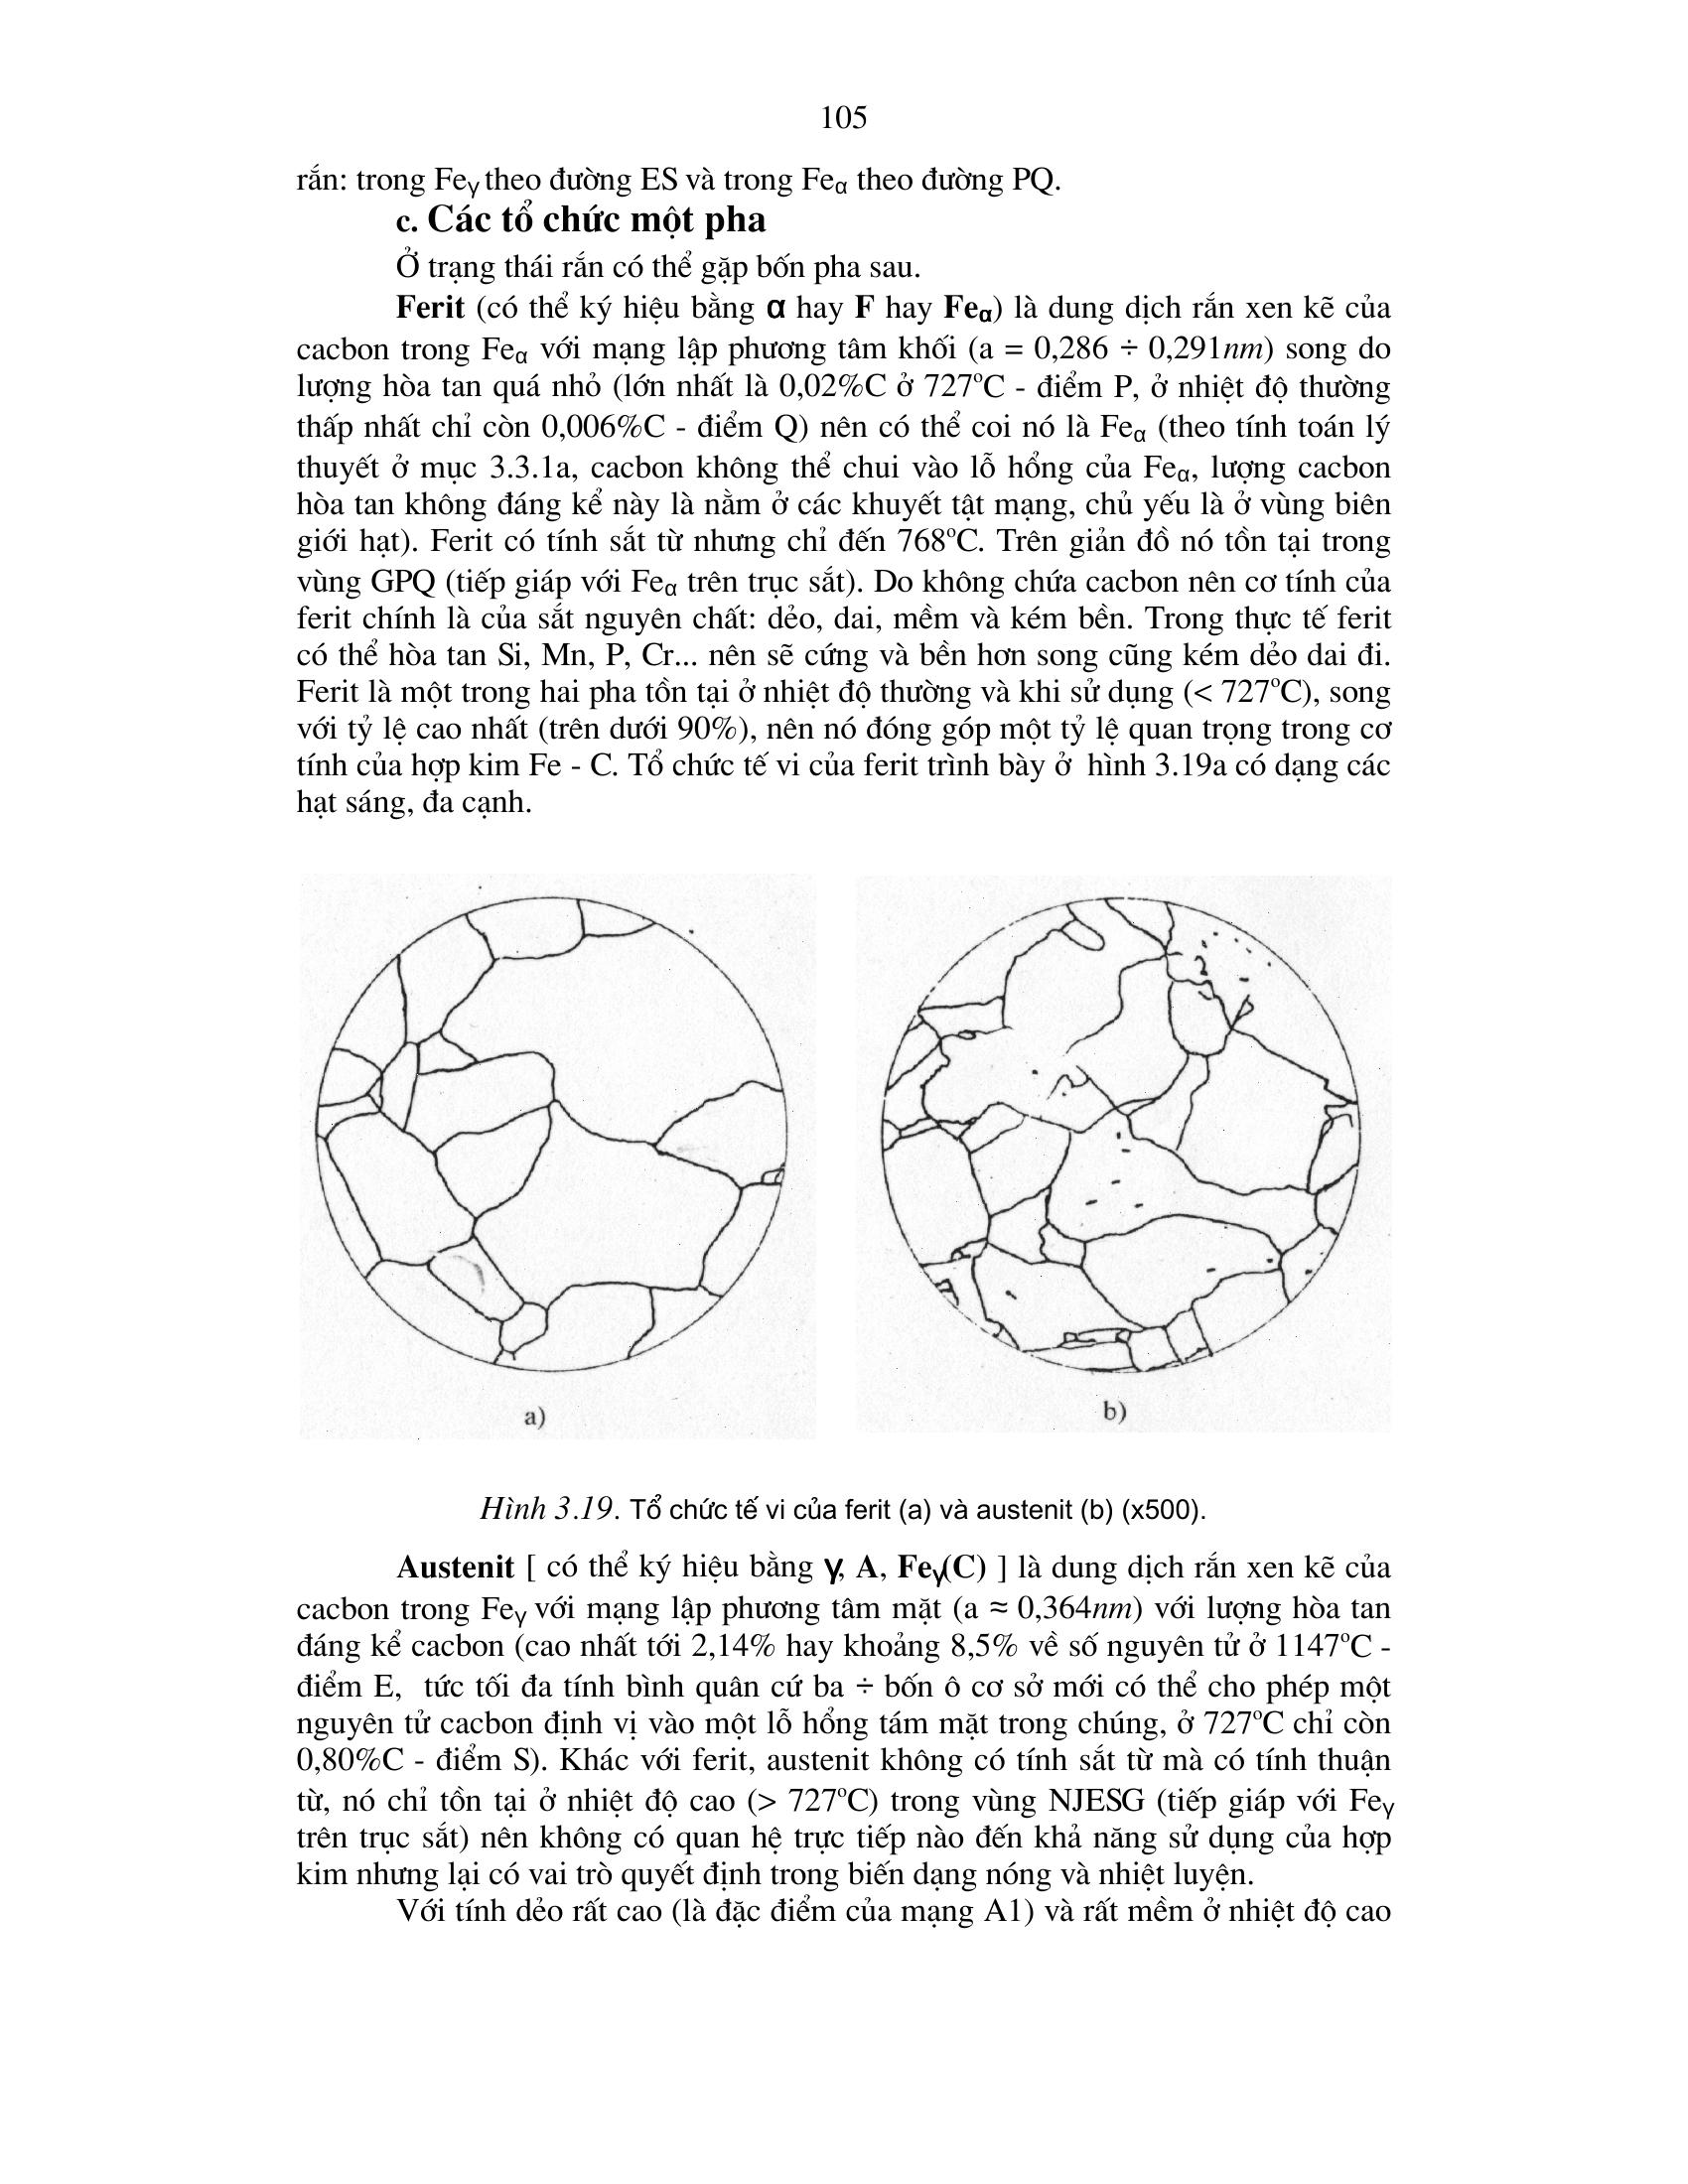 105
rắn: trong Feγ theo đường ES và trong Feα theo đường PQ.
c. Các tổ chức một pha
Ở trạng thái rắn có thể gặp bốn pha sau.
Ferit (có thể ký hiệu bằng α hay F hay Feα) là dung dịch rắn xen kẽ của
cacbon trong Feα với mạng lập phương tâm khối (a = 0,286 ÷ 0,291nm) song do
lượng hòa tan quá nhỏ (lớn nhất là 0,02%C ở 727ºC - điểm P, ở nhiệt độ thường
thấp nhất chỉ còn 0,006%C - điểm Q) nên có thể coi nó là Feα (theo tính toán lý
thuyết ở mục 3.3.1a, cacbon không thể chui vào lỗ hổng của Feα, lượng cacbon
hòa tan không đáng kể này là nằm ở các khuyết tật mạng, chủ yếu là ở vùng biên
giới hạt). Ferit có tính sắt từ nhưng chỉ đến 768ºC. Trên giản đồ nó tồn tại trong
vùng GPQ (tiếp giáp với Feα trên trục sắt). Do không chứa cacbon nên cơ tính của
ferit chính là của sắt nguyên chất: dẻo, dai, mềm và kém bền. Trong thực tế ferit
có thể hòa tan Si, Mn, P, Cr... nên sẽ cứng và bền hơn song cũng kém dẻo dai đi.
Ferit là một trong hai pha tồn tại ở nhiệt độ thường và khi sử dụng (< 727ºC), song
với tỷ lệ cao nhất (trên dưới 90%), nên nó đóng góp một tỷ lệ quan trọng trong cơ
tính của hợp kim Fe - C. Tổ chức tế vi của ferit trình bày ở hình 3.19a có dạng các
hạt sáng, đa cạnh.
a)
b)
Hình 3.19. Tổ chức tế vi của ferit (a) và austenit (b) (x500).
Austenit [ có thể ký hiệu bằng γ, A, Feγ(C) ] là dung dịch rắn xen kẽ của
cacbon trong Feγ với mạng lập phương tâm mặt (a ≈ 0,364nm) với lượng hòa tan
đáng kể cacbon (cao nhất tới 2,14% hay khoảng 8,5% về số nguyên tử ở 1147ºC -
điểm E, tức tối đa tính bình quân cứ ba ÷ bốn ô cơ sở mới có thể cho phép một
nguyên tử cacbon định vị vào một lỗ hổng tám mặt trong chúng, ở 727ºC chỉ còn
0,80%C - điểm S). Khác với ferit, austenit không có tính sắt từ mà có tính thuận
từ, nó chỉ tồn tại ở nhiệt độ cao (> 727ºC) trong vùng NJESG (tiếp giáp với Feγ
trên trục sắt) nên không có quan hệ trực tiếp nào đến khả năng sử dụng của hợp
kim nhưng lại có vai trò quyết định trong biến dạng nóng và nhiệt luyện.
Với tính dẻo rất cao (là đặc điểm của mạng A1) và rất mềm ở nhiệt độ cao